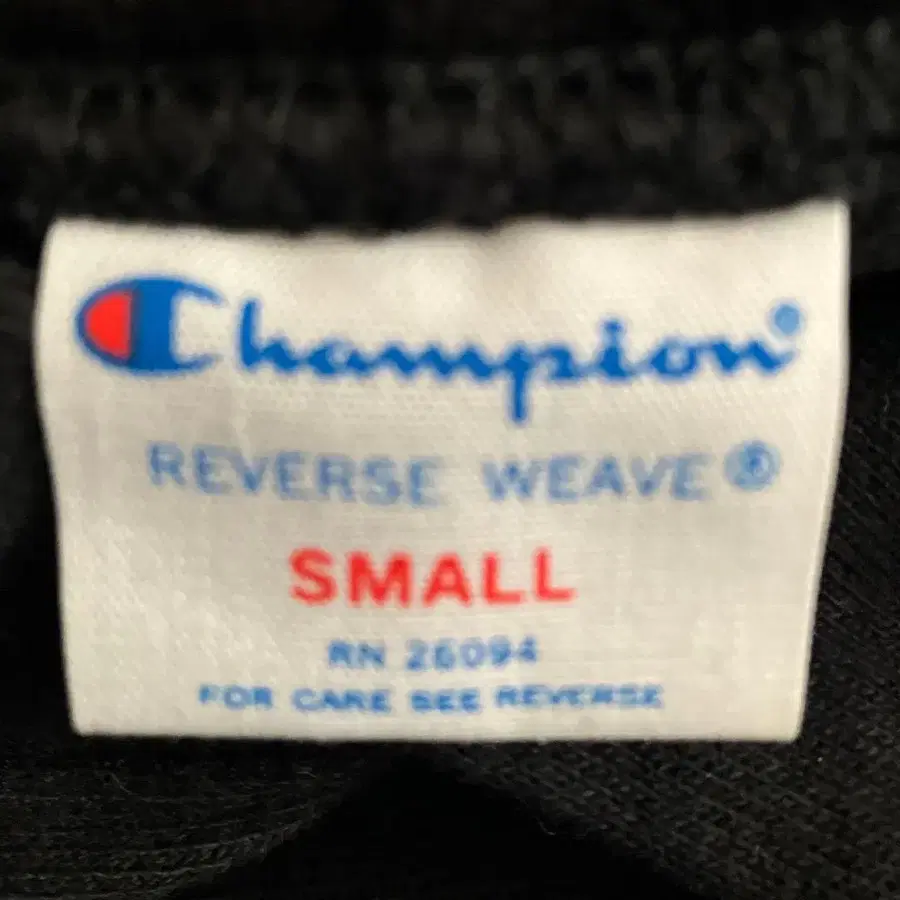 Champion®
REVERSE WEAVE®
SMALL
RN 26094
FOR CARE SEE REVERSE